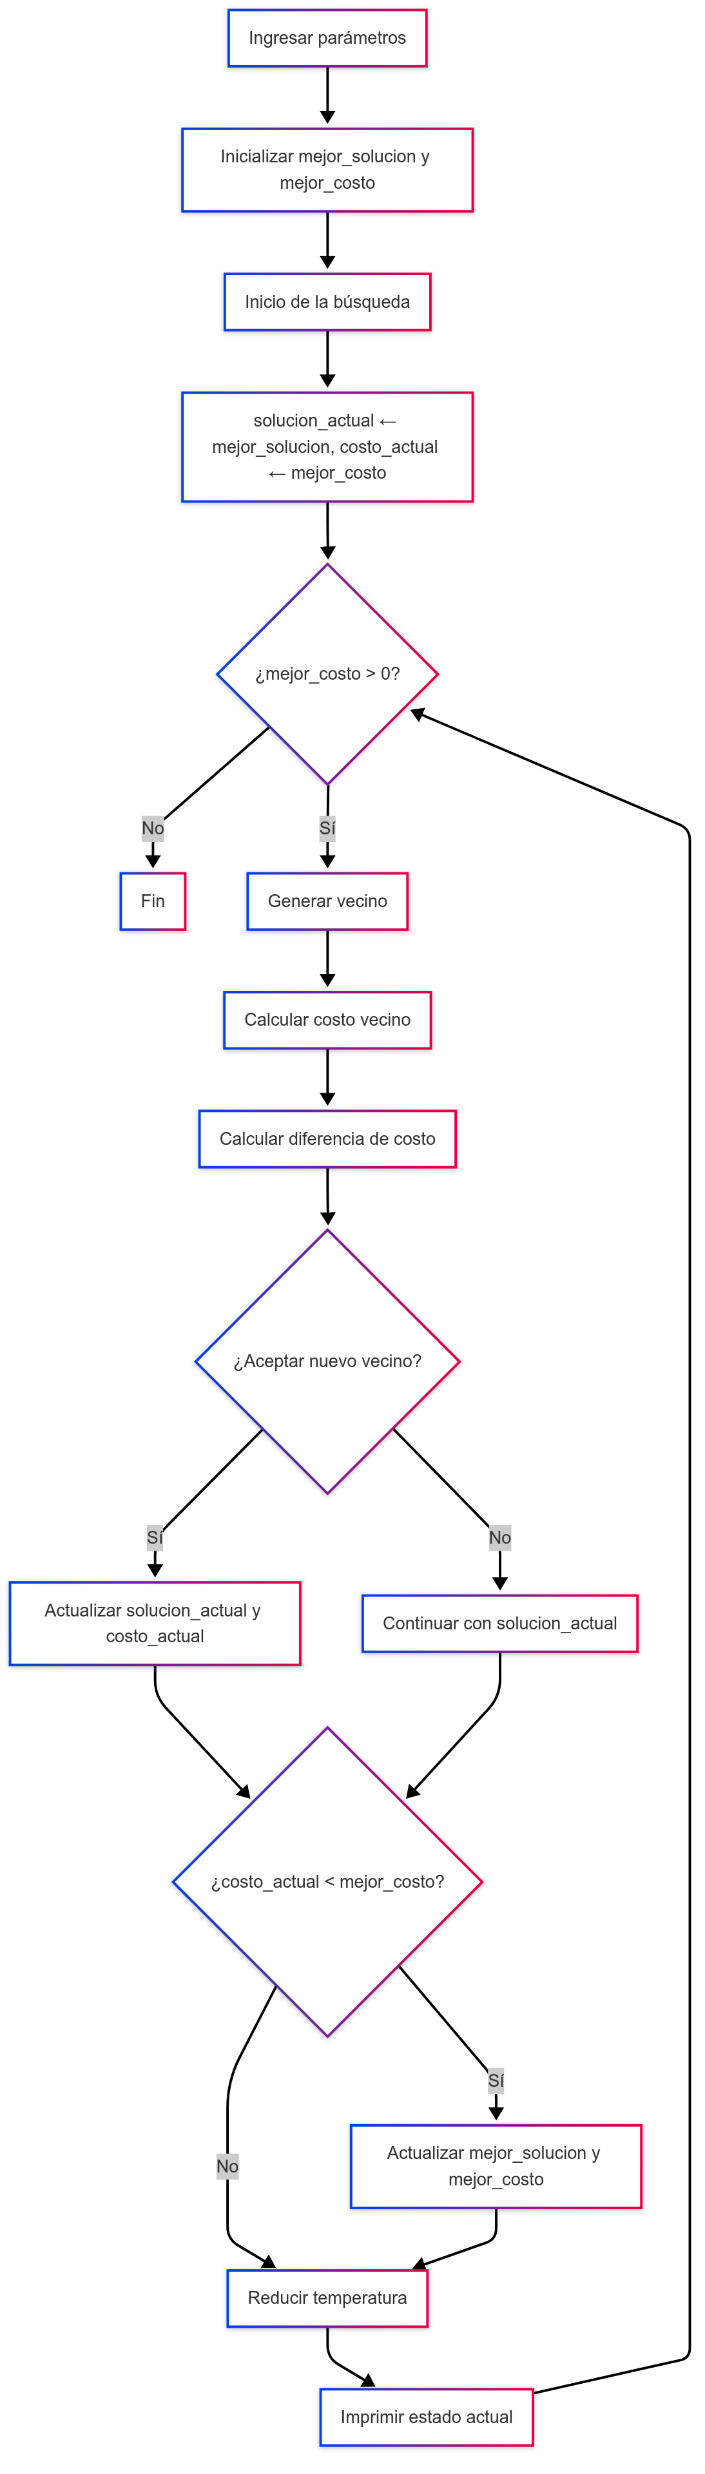 Ingresar parámetros
Inicializar mejor_solucion y
mejor_costo
Inicio de la búsqueda
solucion_actual ←
mejor_solucion, costo_actual
← mejor_costo
¿mejor_costo > 0?
No
Sí
Fin
Generar vecino
Calcular costo vecino
Calcular diferencia de costo
¿Aceptar nuevo vecino?
Sí
No
Actualizar solucion_actual y
costo_actual
Continuar con solucion_actual
¿costo_actual < mejor_costo?
Sí
No
Actualizar mejor_solucion y
mejor_costo
Reducir temperatura
Imprimir estado actual